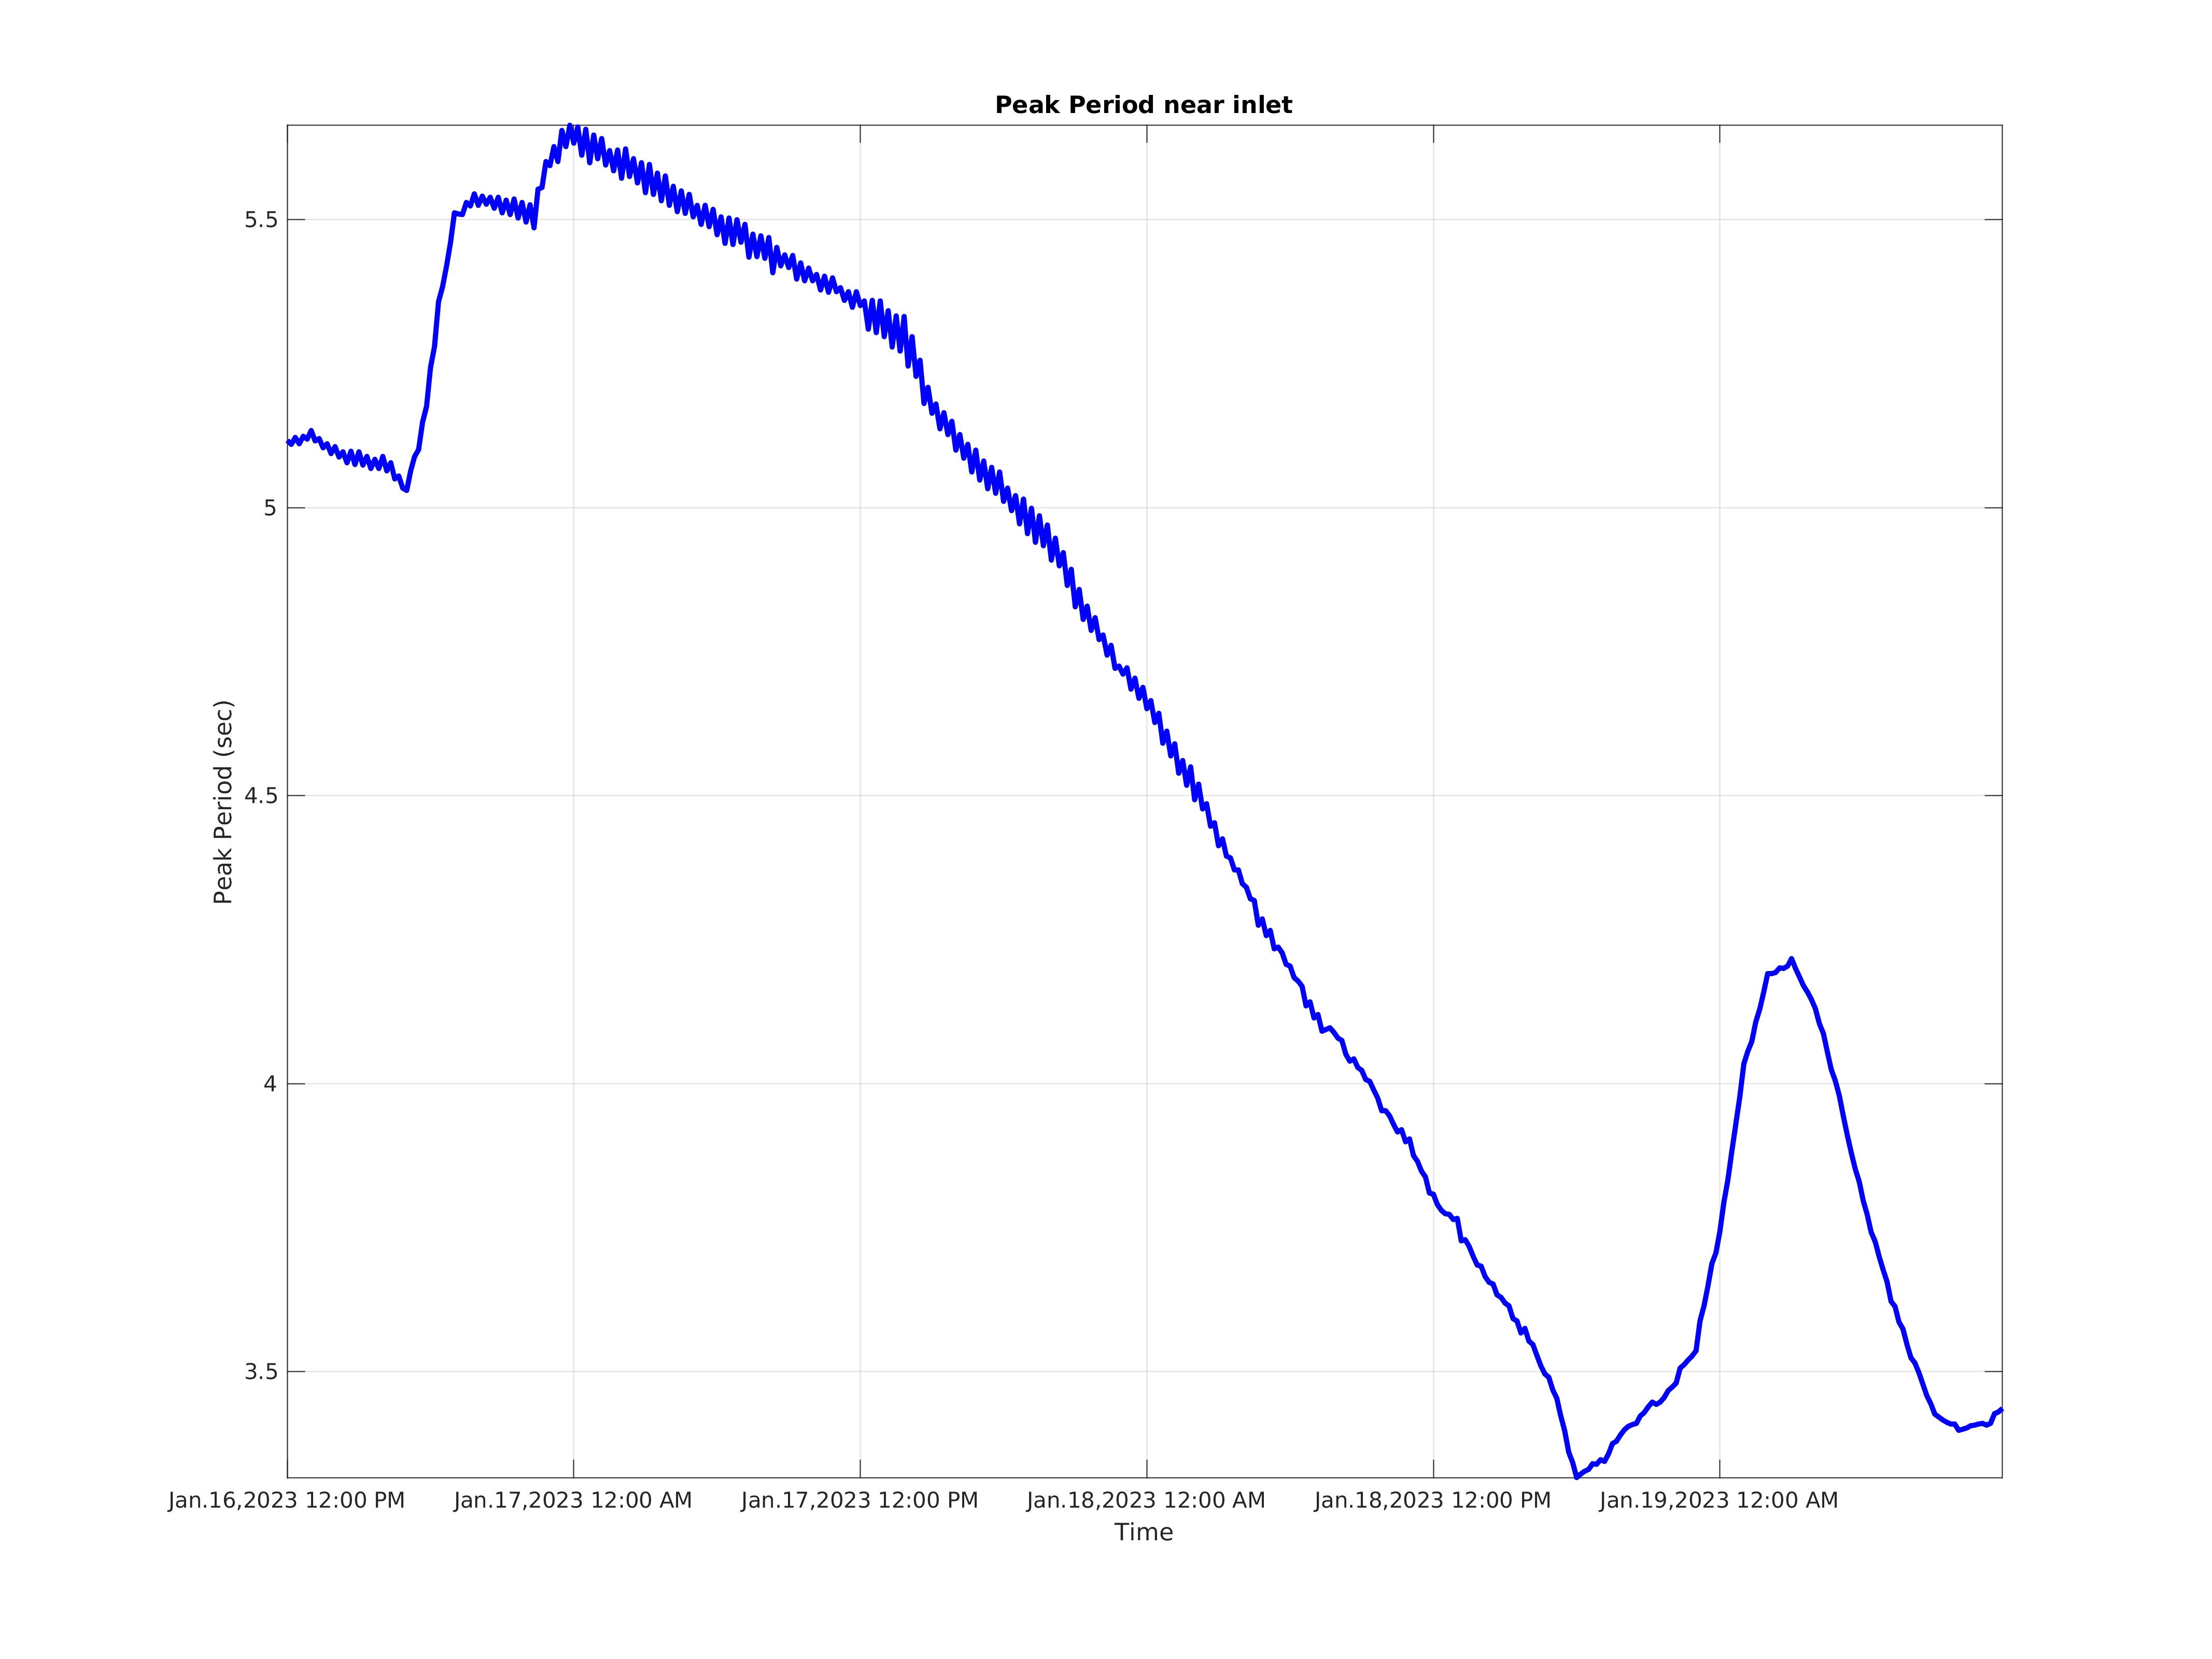 Peak Period near inlet
5.5
5
4.5
4
3.5
Peak Period (sec)
Jan.16,2023 12:00 PM Jan.17,2023 12:00 AM Jan.17,2023 12:00 PM Jan.18,2023 12:00 AM Jan.18,2023 12:00 PM Jan.19,2023 12:00 AM
Time